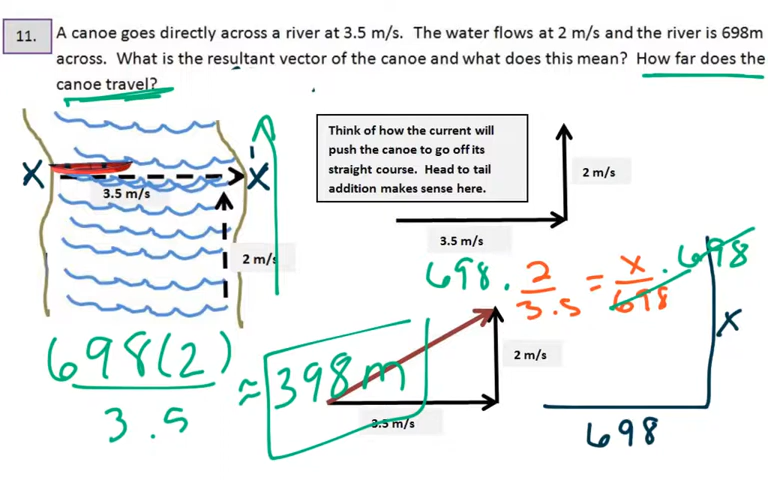 11. A canoe goes directly across a river at 3.5 m/s. The water flows at 2 m/s and the river is 698m
across. What is the resultant vector of the canoe and what does this mean? How far does the
canoe travel?
Think of how the current will
push the canoe to go off its
straight course. Head to tail
addition makes sense here.
2 m/s
X
X
3.5 m/s
3.5 m/s
2 m/s
698 · 2/3.5 = x/698 · 698
x
698(2)/3.5 ≈ 398m
2 m/s
3.5 m/s
698